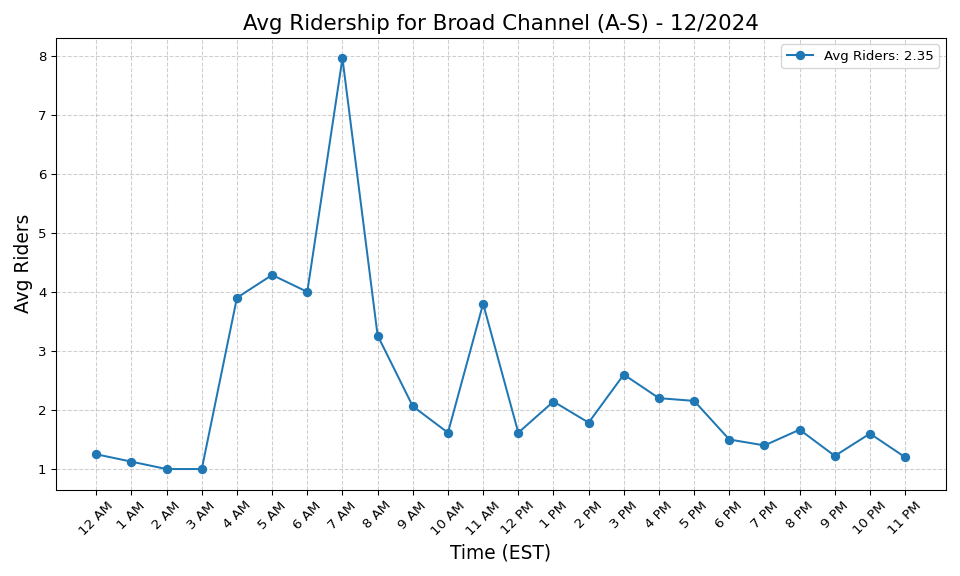 Avg Ridership for Broad Channel (A-S) - 12/2024
Avg Riders: 2.35
Avg Riders
8
7
6
5
4
3
2
1
12 AM
1 AM
2 AM
3 AM
4 AM
5 AM
6 AM
7 AM
8 AM
9 AM
10 AM
11 AM
12 PM
1 PM
2 PM
3 PM
4 PM
5 PM
6 PM
7 PM
8 PM
9 PM
10 PM
11 PM
Time (EST)